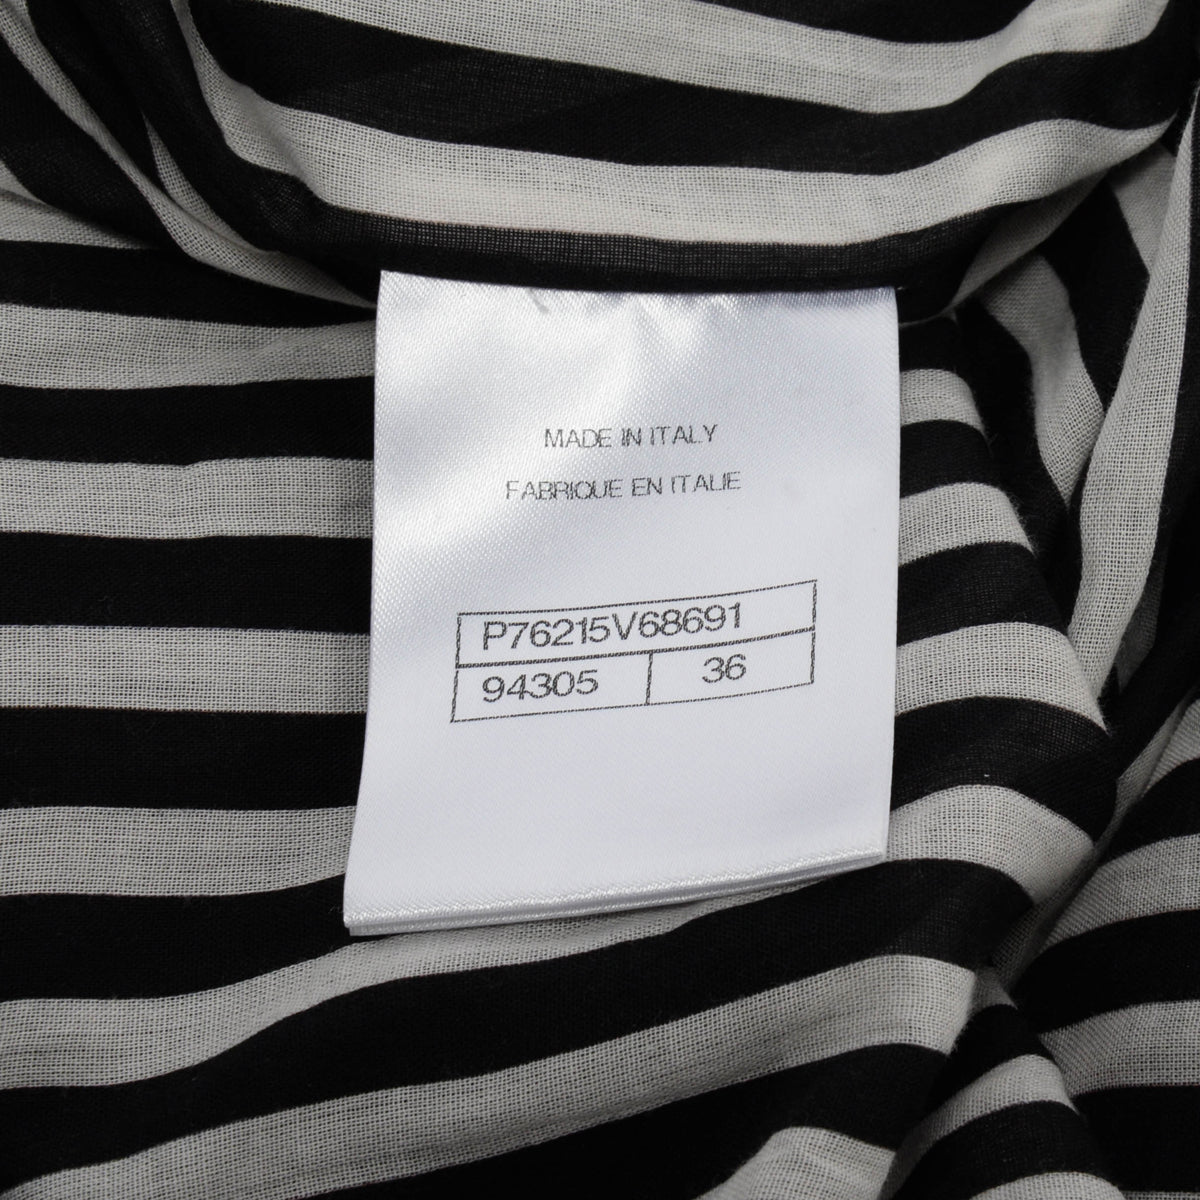 MADE IN ITALY
FABRIQUE EN ITALIE
P76215V68691
94305 36